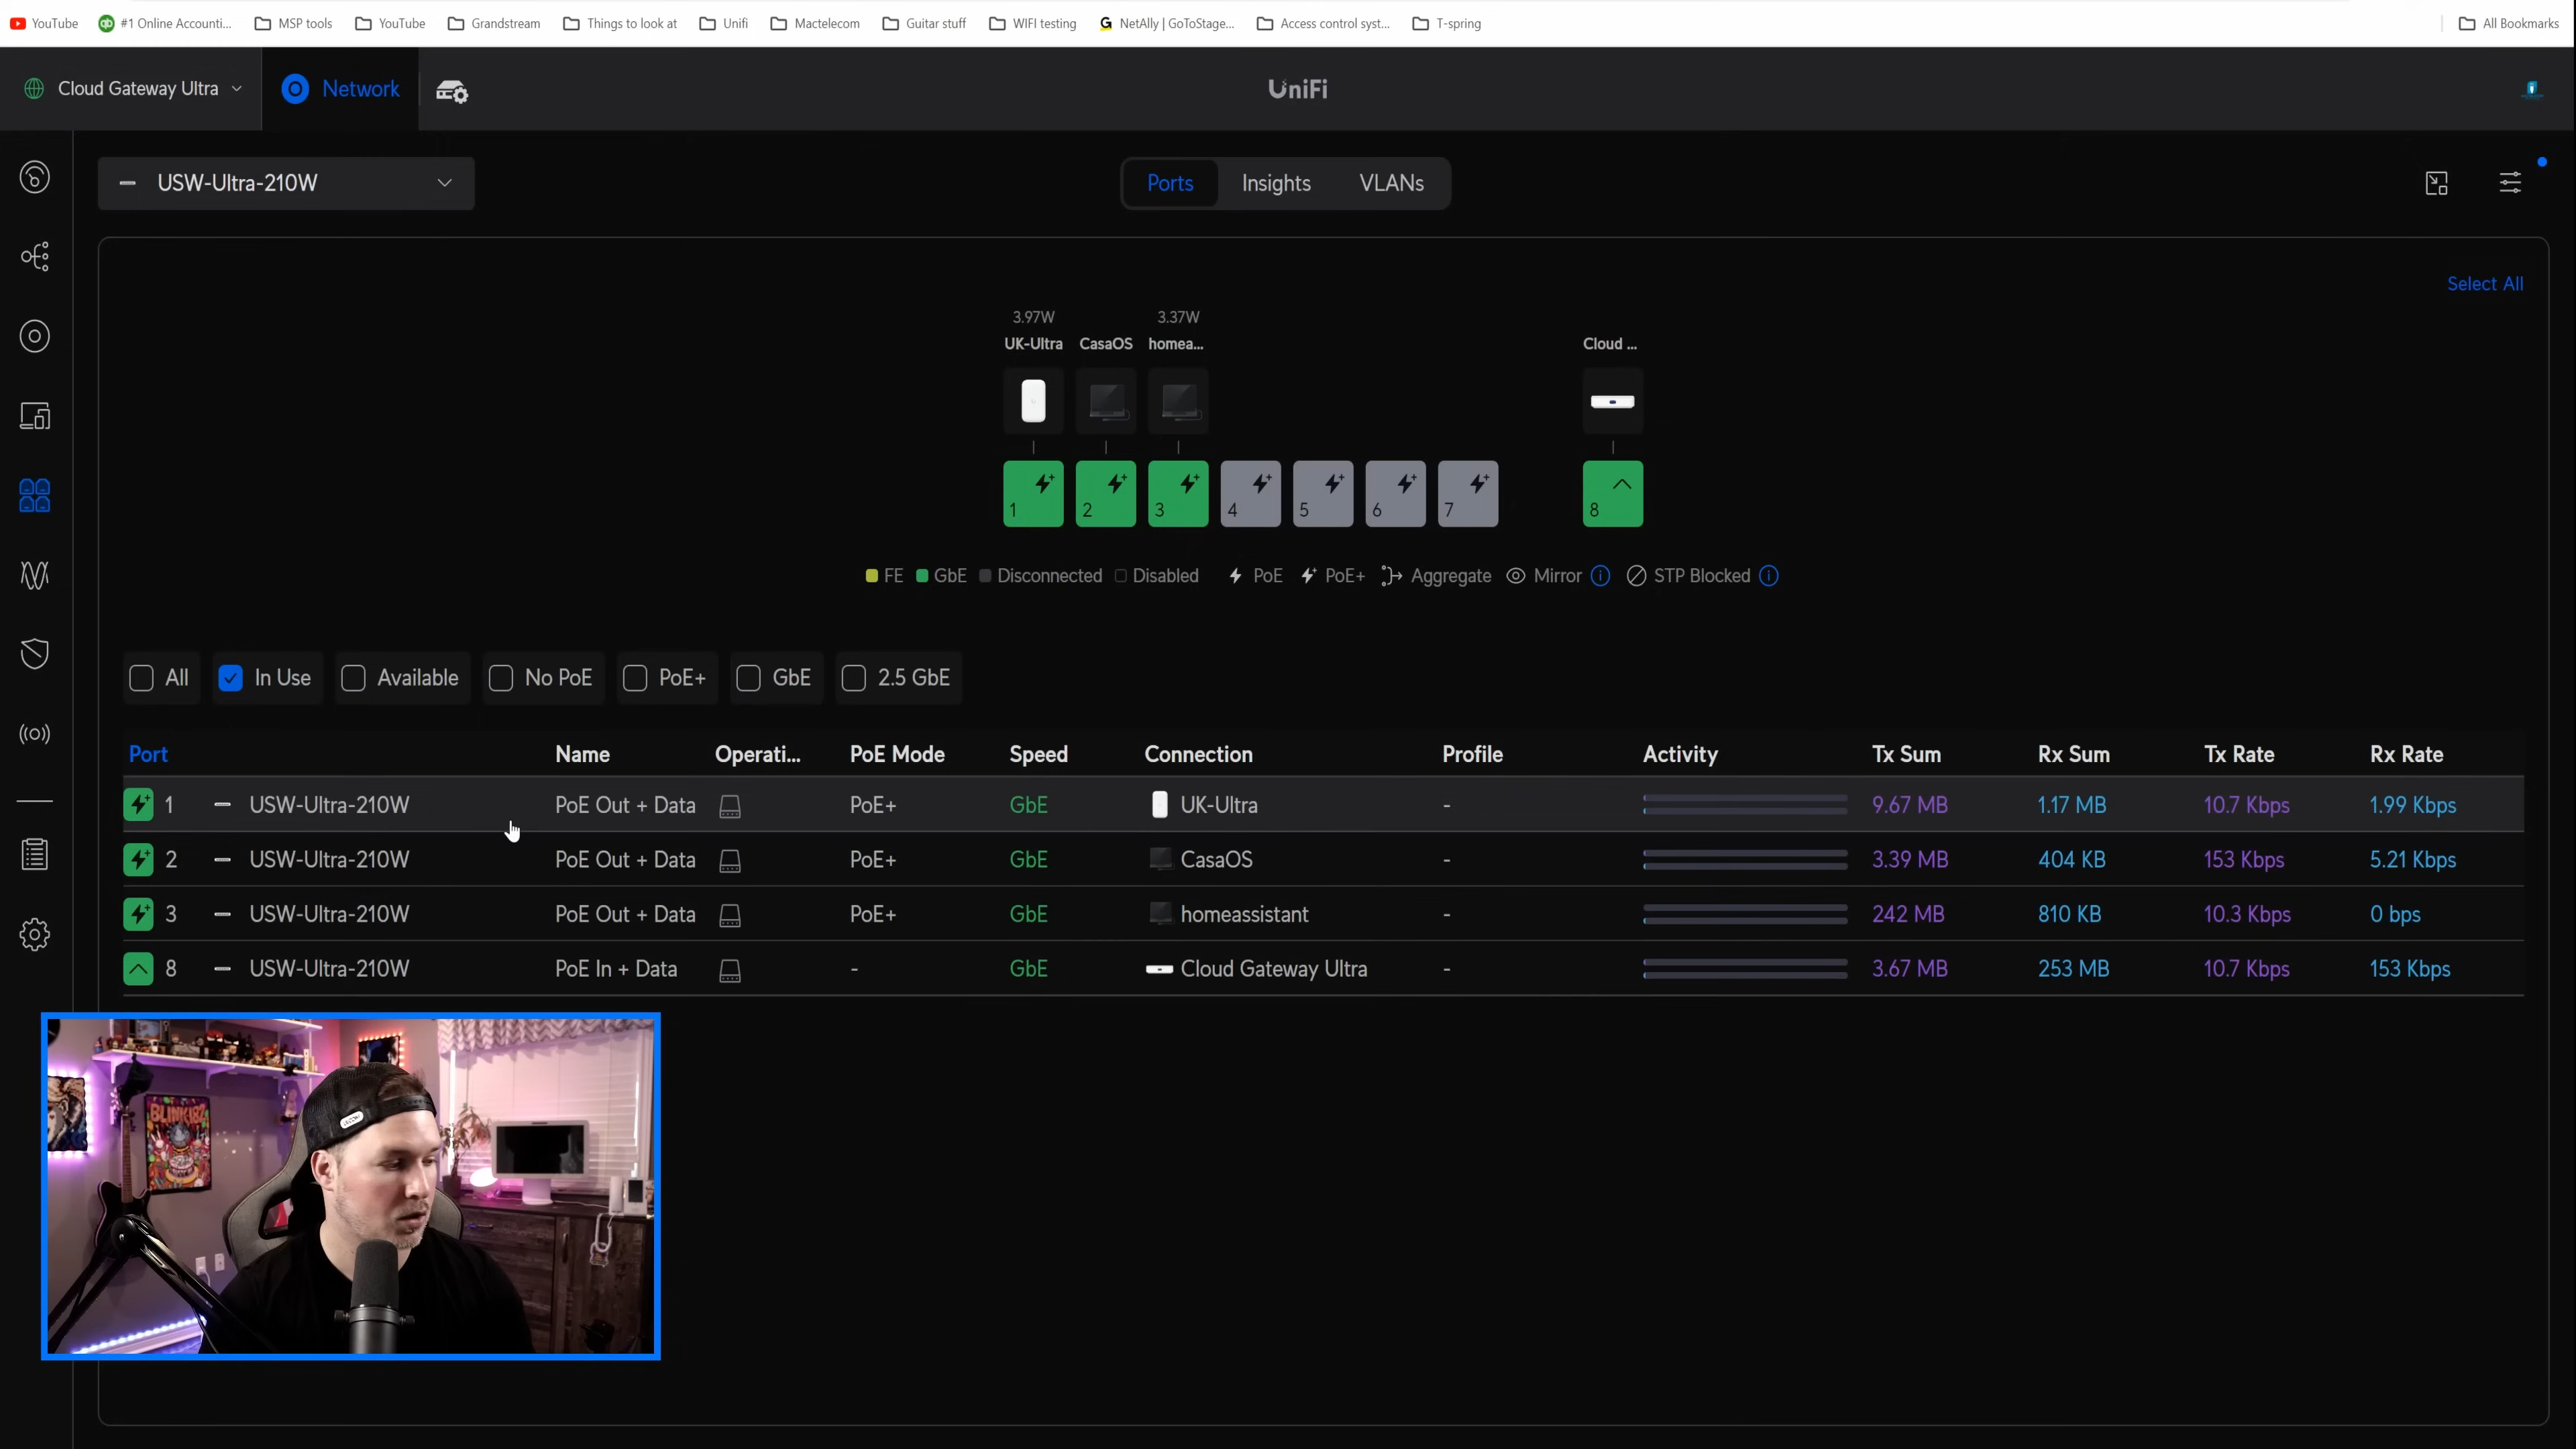 YouTube #1 Online Accounti... MSP tools YouTube Grandstream Things to look at Unifi Mactelecom Guitar stuff WIFI testing NetAlly | GoToStage... Access control syst... T-spring All Bookmarks
Cloud Gateway Ultra Network UniFi
USW-Ultra-210W Ports Insights VLANs
Select All
3.97W 3.37W
UK-Ultra CasaOS homea... Cloud ...
1 2 3 4 5 6 7 8
FE GbE Disconnected Disabled PoE PoE+ Aggregate Mirror STP Blocked
All In Use Available No PoE PoE+ GbE 2.5 GbE
Port Name Operati... PoE Mode Speed Connection Profile Activity Tx Sum Rx Sum Tx Rate Rx Rate
1 USW-Ultra-210W PoE Out + Data PoE+ GbE UK-Ultra - 9.67 MB 1.17 MB 10.7 Kbps 1.99 Kbps
2 USW-Ultra-210W PoE Out + Data PoE+ GbE CasaOS - 3.39 MB 404 KB 153 Kbps 5.21 Kbps
3 USW-Ultra-210W PoE Out + Data PoE+ GbE homeassistant - 242 MB 810 KB 10.3 Kbps 0 bps
8 USW-Ultra-210W PoE In + Data - GbE Cloud Gateway Ultra - 3.67 MB 253 MB 10.7 Kbps 153 Kbps
BLINK182